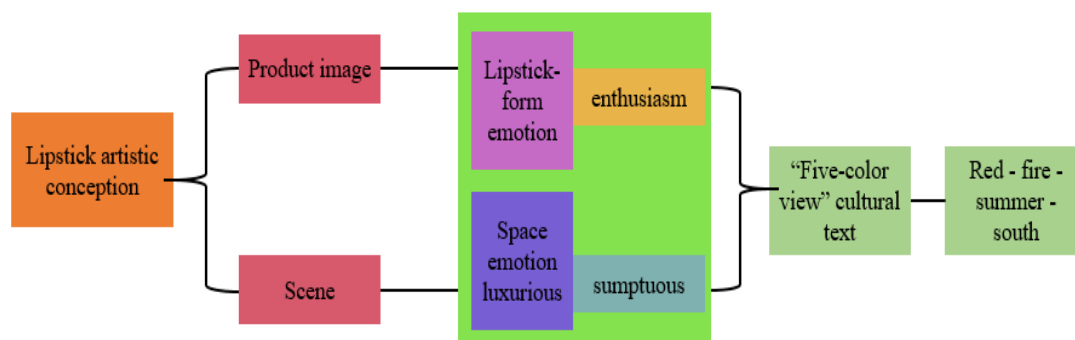 Lipstick artistic
conception
Product image
Scene
Lipstick-
form
emotion
enthusiasm
Space
emotion
luxurious
sumptuous
“Five-color
view” cultural
text
Red - fire -
summer -
south